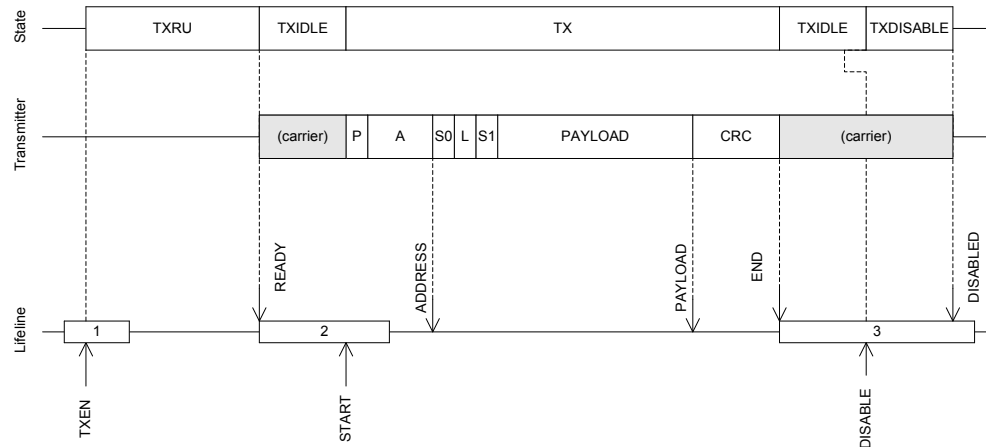 State
TXRU
TXIDLE
TX
TXIDLE
TXDISABLE
Transmitter
(carrier)
P
A
S0
L
S1
PAYLOAD
CRC
(carrier)
READY
ADDRESS
PAYLOAD
END
DISABLED
Lifeline
1
2
3
TXEN
START
DISABLE